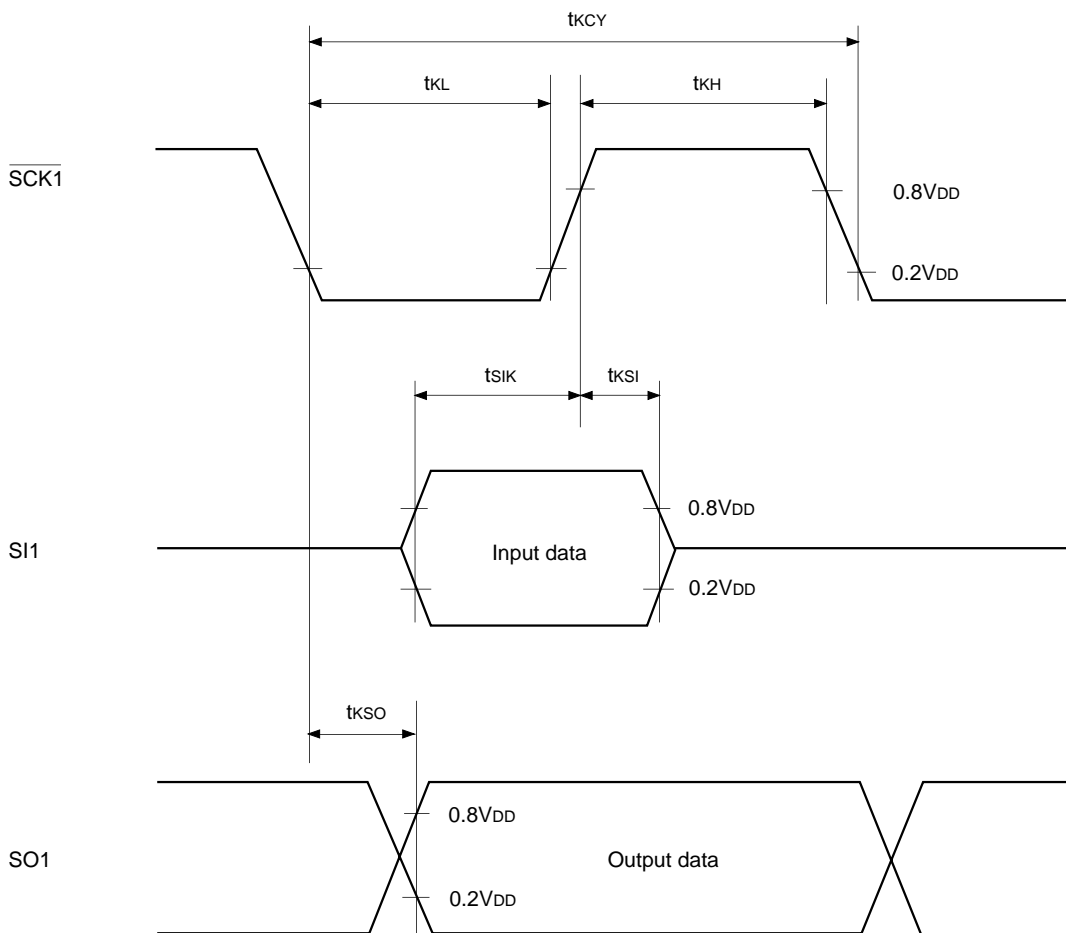 tKCY
tKL
tKH
SCK1
0.8VDD
0.2VDD
tSIK
tKSI
0.8VDD
SI1
Input data
0.2VDD
tKSO
0.8VDD
SO1
Output data
0.2VDD